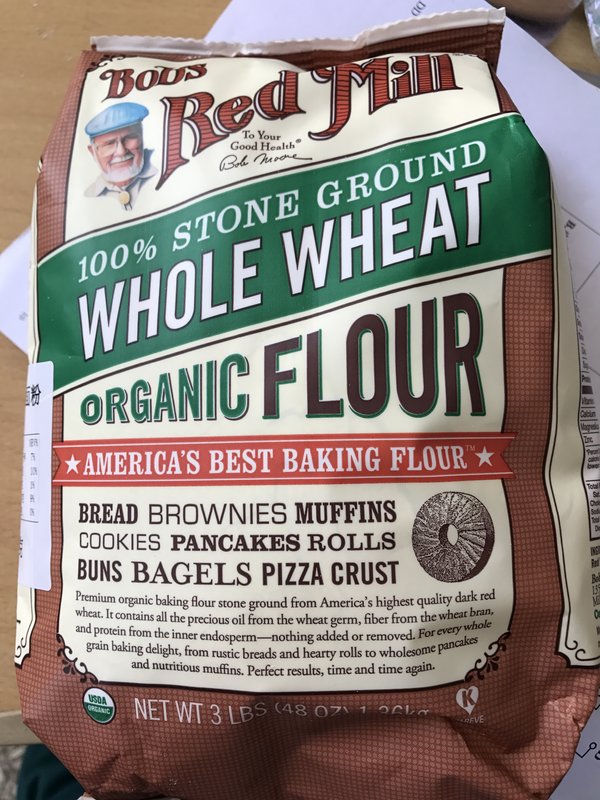 Bob's
Red Mill™
To Your
Good Health®
Bob Moore
100% STONE GROUND
WHOLE WHEAT
ORGANIC FLOUR
★AMERICA'S BEST BAKING FLOUR™★
BREAD BROWNIES MUFFINS
COOKIES PANCAKES ROLLS
BUNS BAGELS PIZZA CRUST
Premium organic baking flour stone ground from America's highest quality dark red
wheat. It contains all the precious oil from the wheat germ, fiber from the wheat bran,
and protein from the inner endosperm—nothing added or removed. For every whole
grain baking delight, from rustic breads and hearty rolls to wholesome pancakes
and nutritious muffins. Perfect results, time and time again.
USDA
ORGANIC
NET WT 3 LBS (48 OZ) 1.36kg
K
粉